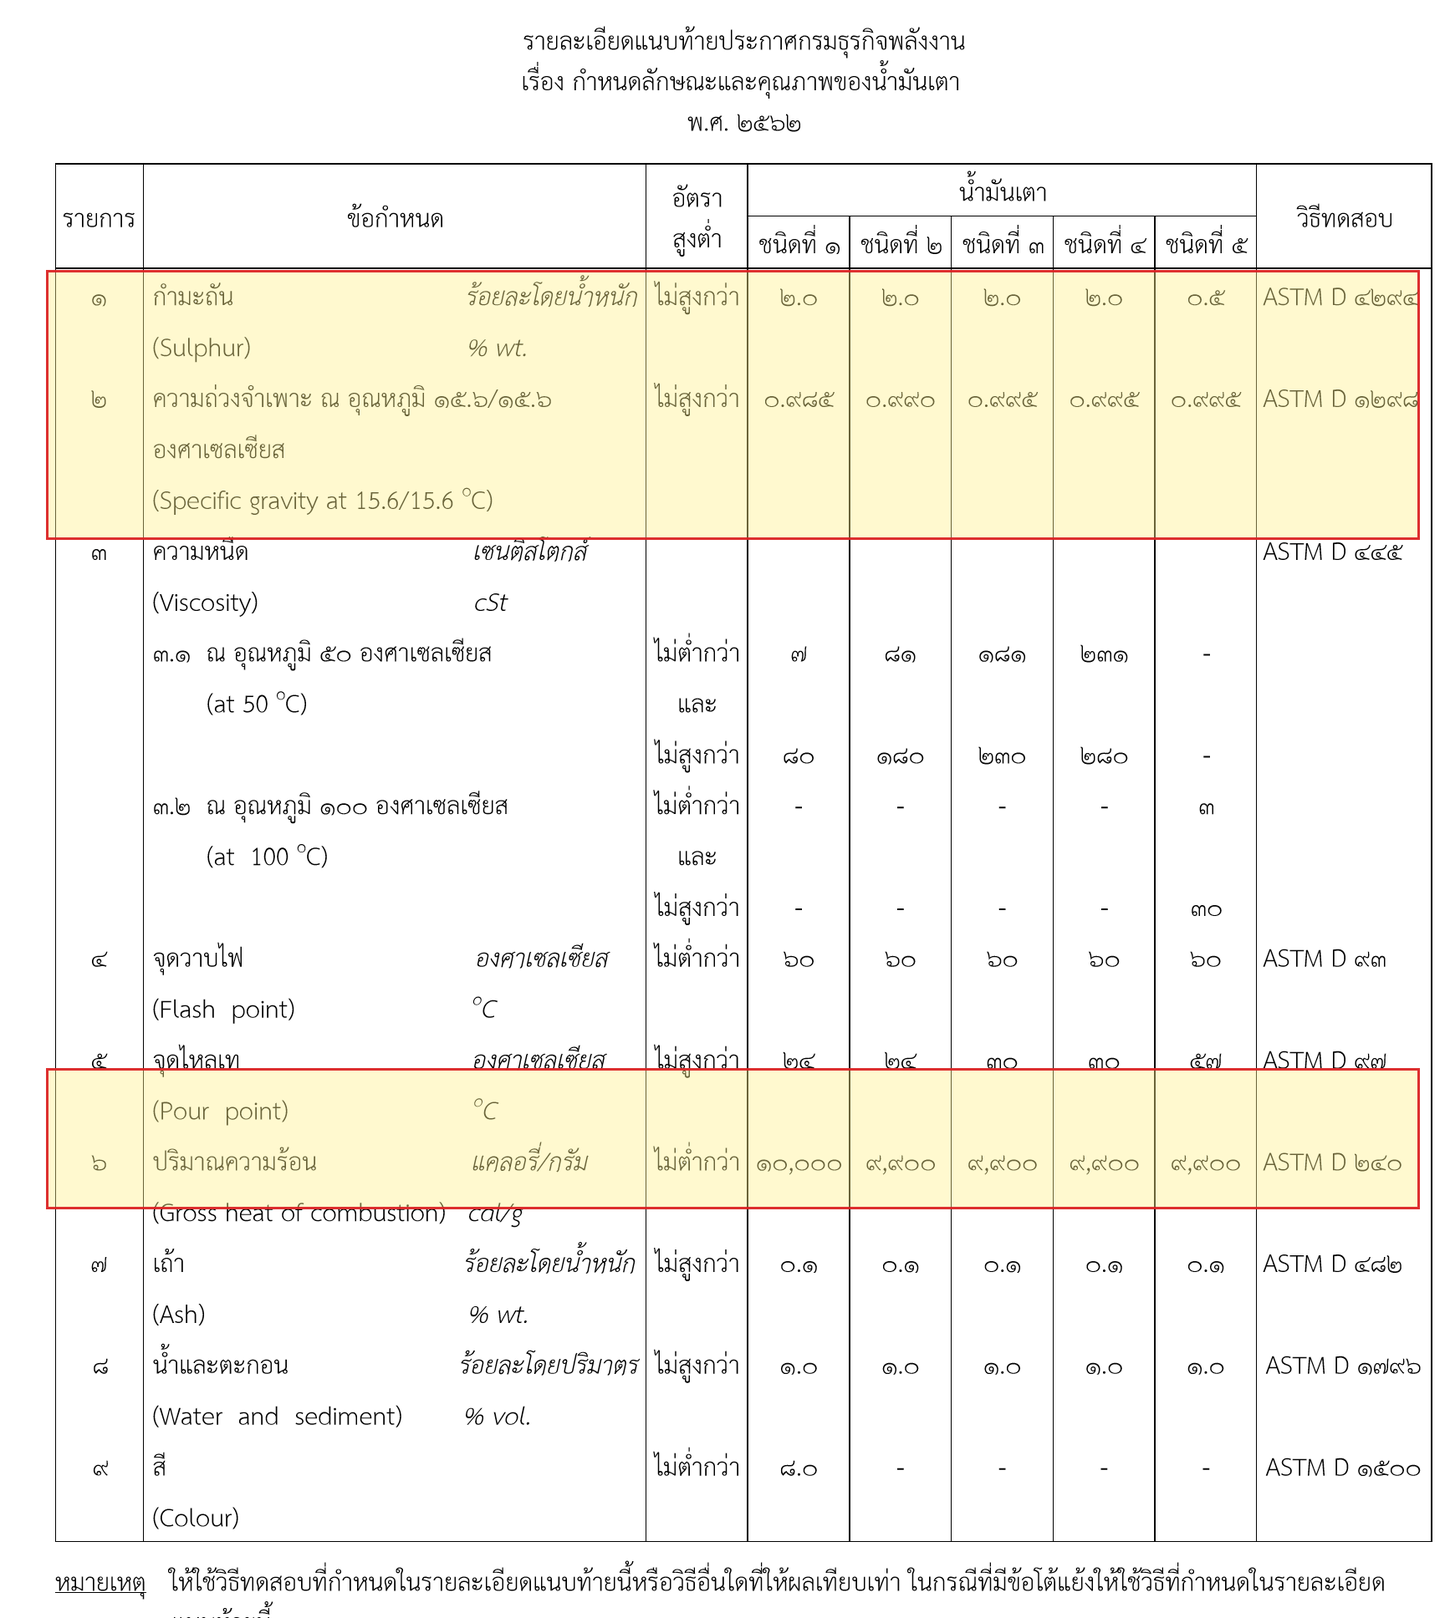 รายละเอียดแนบท้ายประกาศกรมธุรกิจพลังงาน
เรื่อง กำหนดลักษณะและคุณภาพของน้ำมันเตา
พ.ศ. ๒๕๖๒
รายการ ข้อกำหนด อัตรา สูงต่ำ น้ำมันเตา วิธีทดสอบ
ชนิดที่ ๑ ชนิดที่ ๒ ชนิดที่ ๓ ชนิดที่ ๔ ชนิดที่ ๕
๑ กำมะถัน ร้อยละโดยน้ำหนัก ไม่สูงกว่า ๒.๐ ๒.๐ ๒.๐ ๒.๐ ๐.๕ ASTM D ๔๒๙๔
(Sulphur) % wt.
๒ ความถ่วงจำเพาะ ณ อุณหภูมิ ๑๕.๖/๑๕.๖ ไม่สูงกว่า ๐.๙๘๕ ๐.๙๙๐ ๐.๙๙๕ ๐.๙๙๕ ๐.๙๙๕ ASTM D ๑๒๙๘
องศาเซลเซียส
(Specific gravity at 15.6/15.6 °C)
๓ ความหนืด เซนติสโตกส์ ASTM D ๔๔๕
(Viscosity) cSt
๓.๑ ณ อุณหภูมิ ๕๐ องศาเซลเซียส ไม่ต่ำกว่า ๗ ๘๑ ๑๘๑ ๒๓๑ -
(at 50 °C) และ
ไม่สูงกว่า ๘๐ ๑๘๐ ๒๓๐ ๒๘๐ -
๓.๒ ณ อุณหภูมิ ๑๐๐ องศาเซลเซียส ไม่ต่ำกว่า - - - - ๓
(at 100 °C) และ
ไม่สูงกว่า - - - - ๓๐
๔ จุดวาบไฟ องศาเซลเซียส ไม่ต่ำกว่า ๖๐ ๖๐ ๖๐ ๖๐ ๖๐ ASTM D ๙๓
(Flash point) °C
๕ จุดไหลเท องศาเซลเซียส ไม่สูงกว่า ๒๔ ๒๔ ๓๐ ๓๐ ๕๗ ASTM D ๙๗
(Pour point) °C
๖ ปริมาณความร้อน แคลอรี่/กรัม ไม่ต่ำกว่า ๑๐,๐๐๐ ๙,๙๐๐ ๙,๙๐๐ ๙,๙๐๐ ๙,๙๐๐ ASTM D ๒๔๐
(Gross heat of combustion) cal/g
๗ เถ้า ร้อยละโดยน้ำหนัก ไม่สูงกว่า ๐.๑ ๐.๑ ๐.๑ ๐.๑ ๐.๑ ASTM D ๔๘๒
(Ash) % wt.
๘ น้ำและตะกอน ร้อยละโดยปริมาตร ไม่สูงกว่า ๑.๐ ๑.๐ ๑.๐ ๑.๐ ๑.๐ ASTM D ๑๗๙๖
(Water and sediment) % vol.
๙ สี ไม่ต่ำกว่า ๘.๐ - - - - ASTM D ๑๕๐๐
(Colour)
หมายเหตุ ให้ใช้วิธีทดสอบที่กำหนดในรายละเอียดแนบท้ายนี้หรือวิธีอื่นใดที่ให้ผลเทียบเท่า ในกรณีที่มีข้อโต้แย้งให้ใช้วิธีที่กำหนดในรายละเอียด